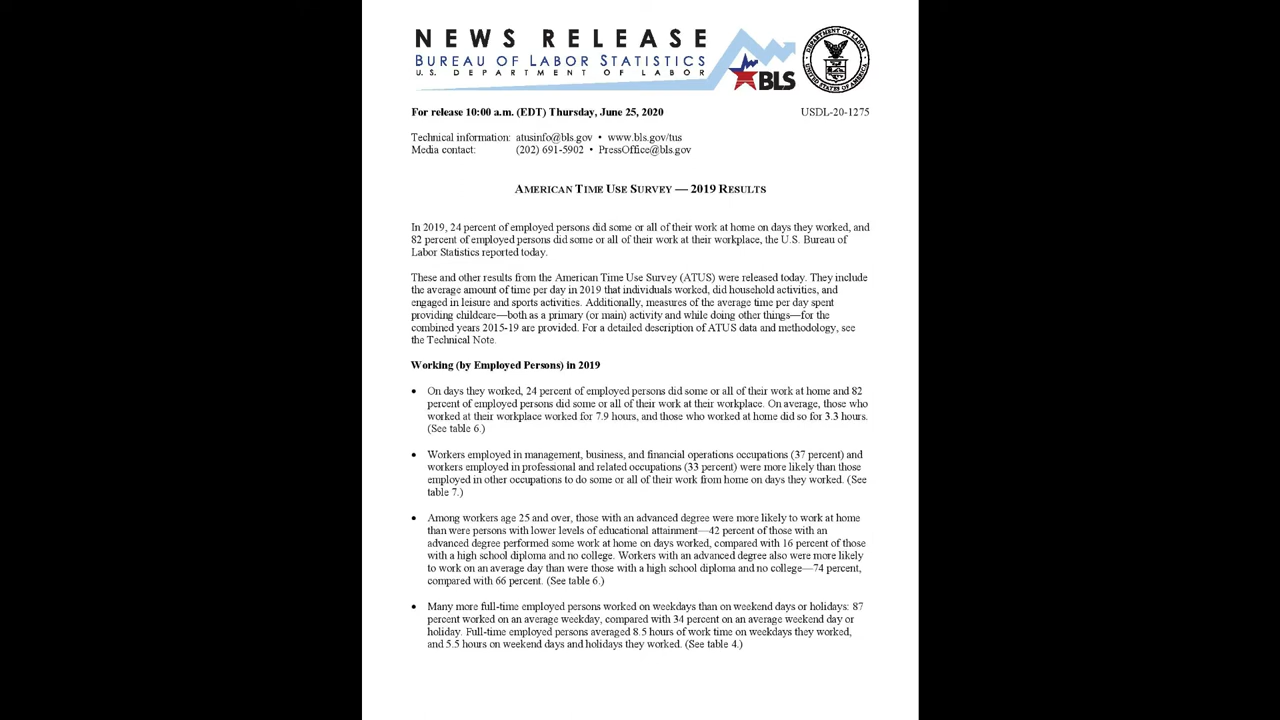 NEWS RELEASE
BUREAU OF LABOR STATISTICS
U.S. DEPARTMENT OF LABOR
BLS
DEPARTMENT OF LABOR
UNITED STATES OF AMERICA
For release 10:00 a.m. (EDT) Thursday, June 25, 2020 USDL-20-1275
Technical information: atusinfo@bls.gov • www.bls.gov/tus
Media contact: (202) 691-5902 • PressOffice@bls.gov
AMERICAN TIME USE SURVEY — 2019 RESULTS
In 2019, 24 percent of employed persons did some or all of their work at home on days they worked, and
82 percent of employed persons did some or all of their work at their workplace, the U.S. Bureau of
Labor Statistics reported today.
These and other results from the American Time Use Survey (ATUS) were released today. They include
the average amount of time per day in 2019 that individuals worked, did household activities, and
engaged in leisure and sports activities. Additionally, measures of the average time per day spent
providing childcare—both as a primary (or main) activity and while doing other things—for the
combined years 2015-19 are provided. For a detailed description of ATUS data and methodology, see
the Technical Note.
Working (by Employed Persons) in 2019
• On days they worked, 24 percent of employed persons did some or all of their work at home and 82
percent of employed persons did some or all of their work at their workplace. On average, those who
worked at their workplace worked for 7.9 hours, and those who worked at home did so for 3.3 hours.
(See table 6.)
• Workers employed in management, business, and financial operations occupations (37 percent) and
workers employed in professional and related occupations (33 percent) were more likely than those
employed in other occupations to do some or all of their work from home on days they worked. (See
table 7.)
• Among workers age 25 and over, those with an advanced degree were more likely to work at home
than were persons with lower levels of educational attainment—42 percent of those with an
advanced degree performed some work at home on days worked, compared with 16 percent of those
with a high school diploma and no college. Workers with an advanced degree also were more likely
to work on an average day than were those with a high school diploma and no college—74 percent,
compared with 66 percent. (See table 6.)
• Many more full-time employed persons worked on weekdays than on weekend days or holidays: 87
percent worked on an average weekday, compared with 34 percent on an average weekend day or
holiday. Full-time employed persons averaged 8.5 hours of work time on weekdays they worked,
and 5.5 hours on weekend days and holidays they worked. (See table 4.)